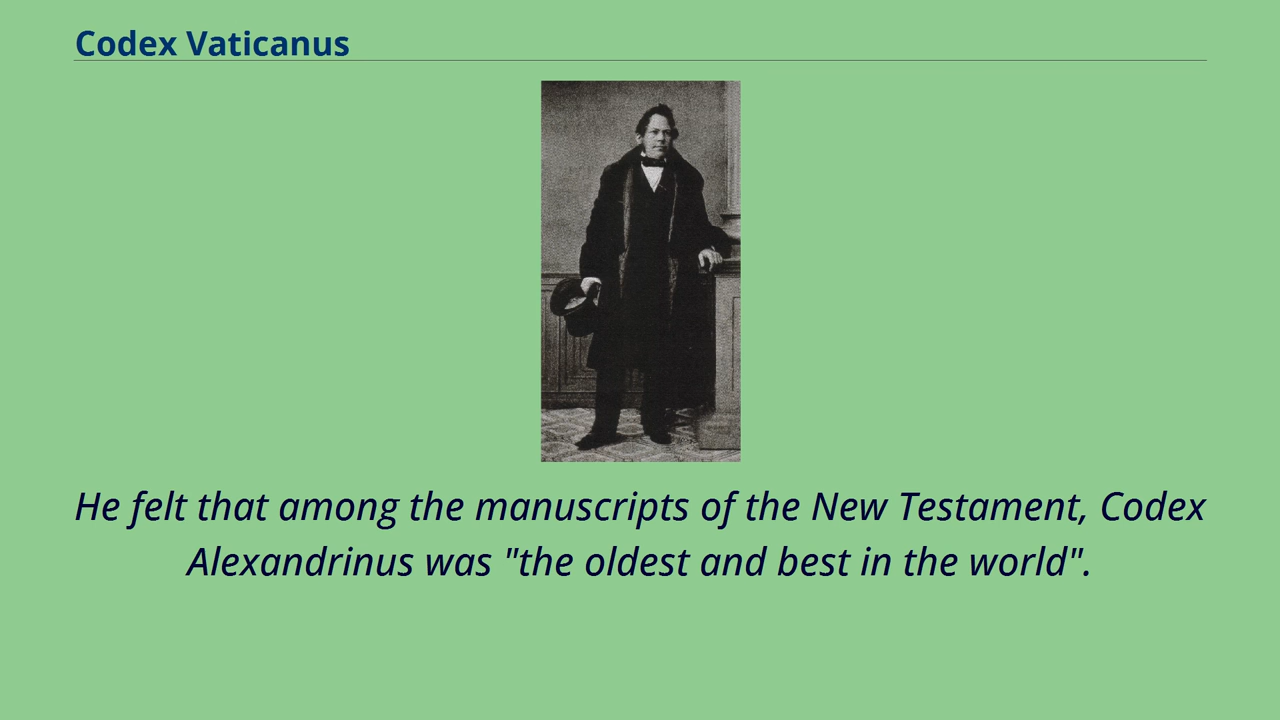 Codex Vaticanus
He felt that among the manuscripts of the New Testament, Codex
Alexandrinus was "the oldest and best in the world".